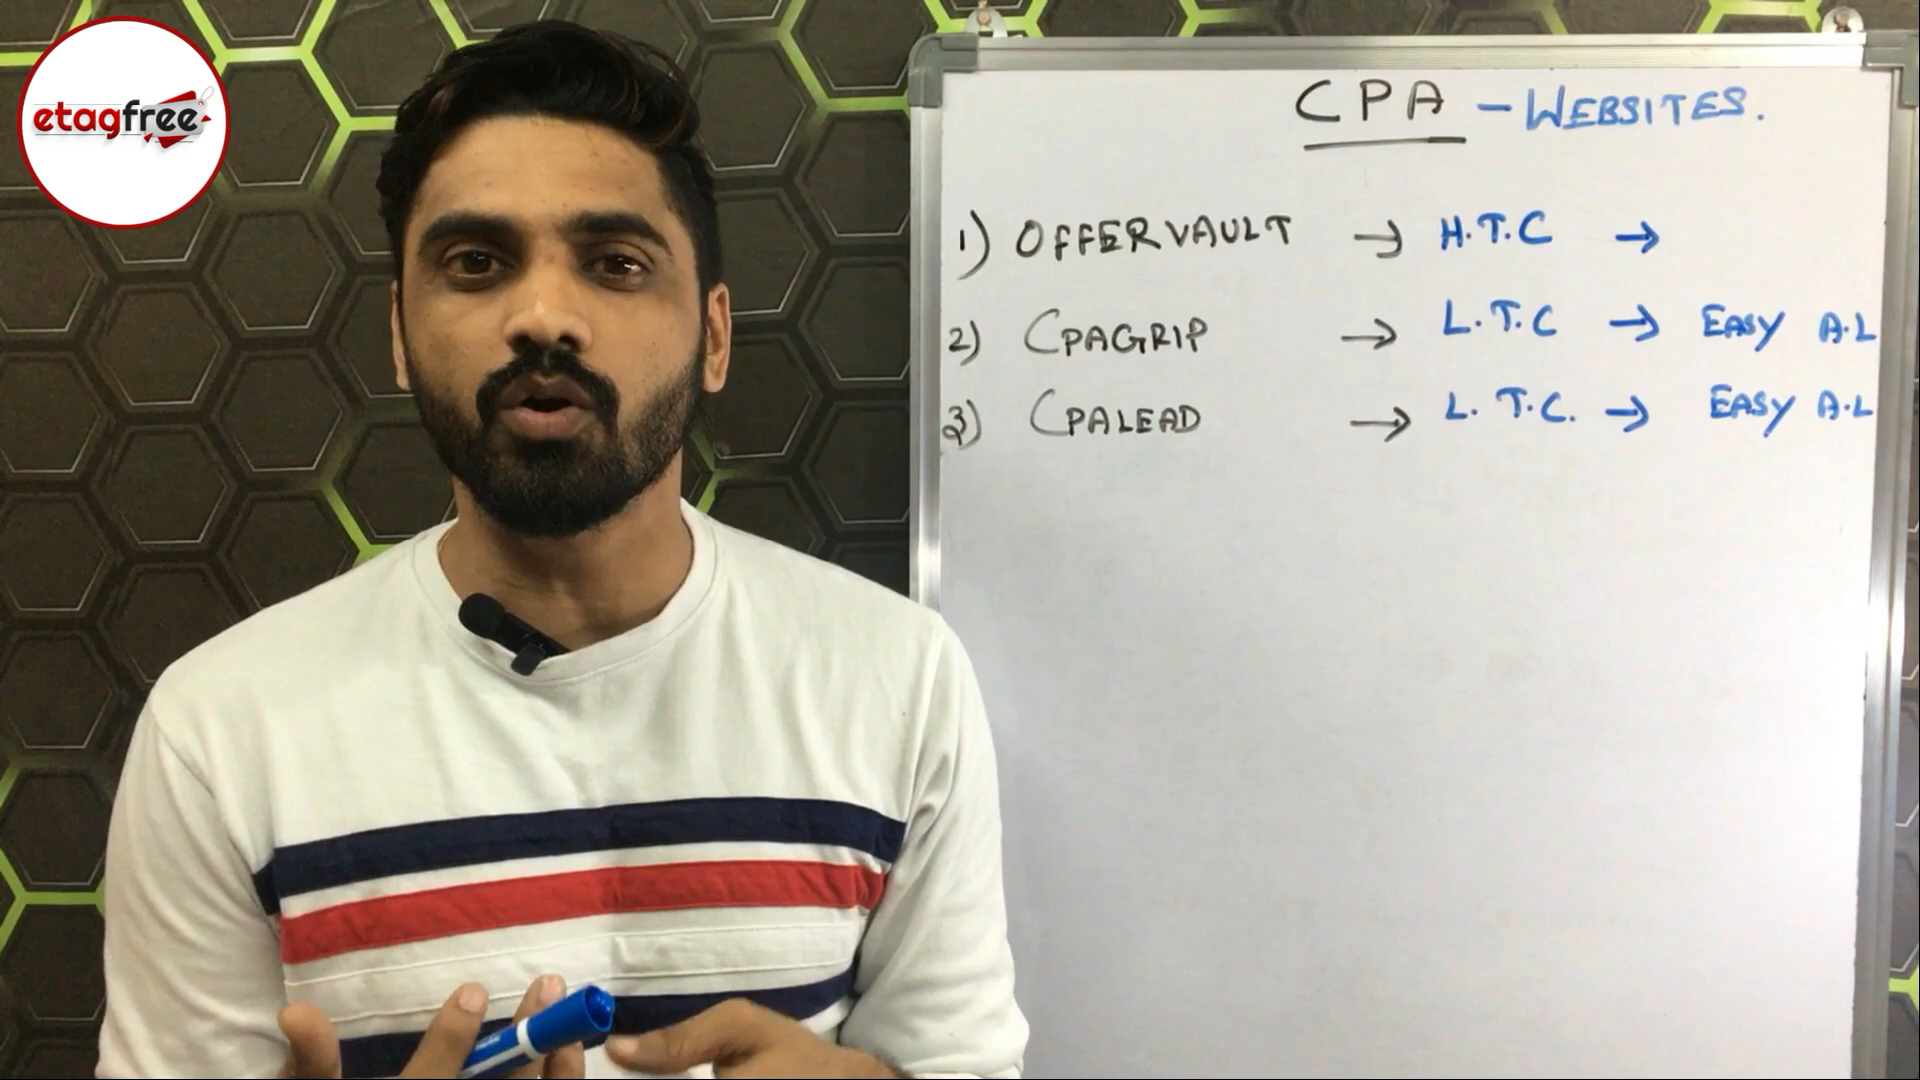 etagfree
CPA - WEBSITES.
1) OFFERVAULT → H.T.C →
2) CPAGRIP → L.T.C → EASY A.L
3) CPALEAD → L.T.C. → EASY A.L